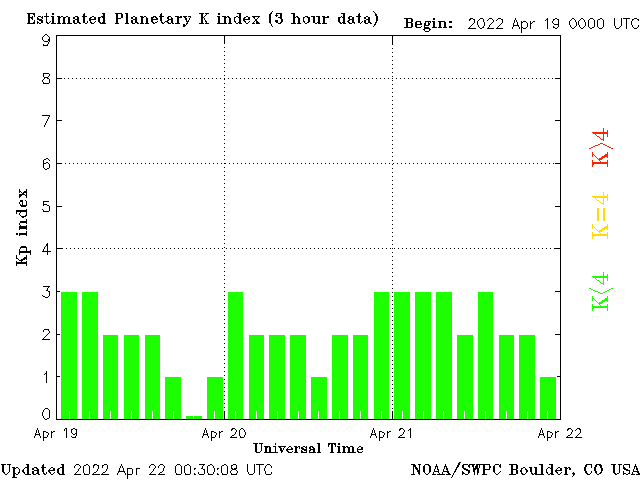 Estimated Planetary K index (3 hour data)
Begin: 2022 Apr 19 0000 UTC
9
8
7
6
5
4
3
2
1
0
Kp index
K>4
K=4
K<4
Apr 19 Apr 20 Apr 21 Apr 22
Universal Time
Updated 2022 Apr 22 00:30:08 UTC
NOAA/SWPC Boulder, CO USA